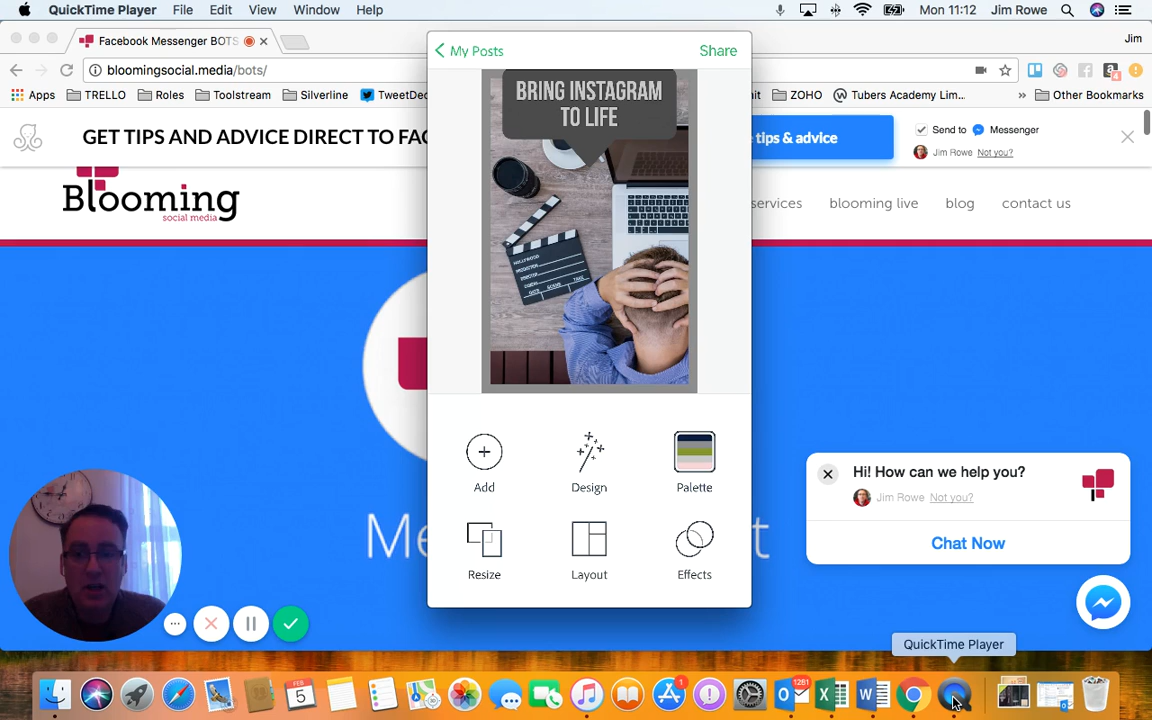 QuickTime Player File Edit View Window Help Mon 11:12 Jim Rowe
Facebook Messenger BOTS Jim
bloomingsocial.media/bots/
Apps TRELLO Roles Toolstream Silverline TweetDec ZOHO Tubers Academy Lim... » Other Bookmarks
GET TIPS AND ADVICE DIRECT TO FAC
tips & advice
Send to Messenger
Jim Rowe Not you?
Blooming
social media
services blooming live blog contact us
My Posts Share
BRING INSTAGRAM
TO LIFE
Add Design Palette
Resize Layout Effects
Hi! How can we help you?
Jim Rowe Not you?
Chat Now
QuickTime Player
FEB
5
1281
1